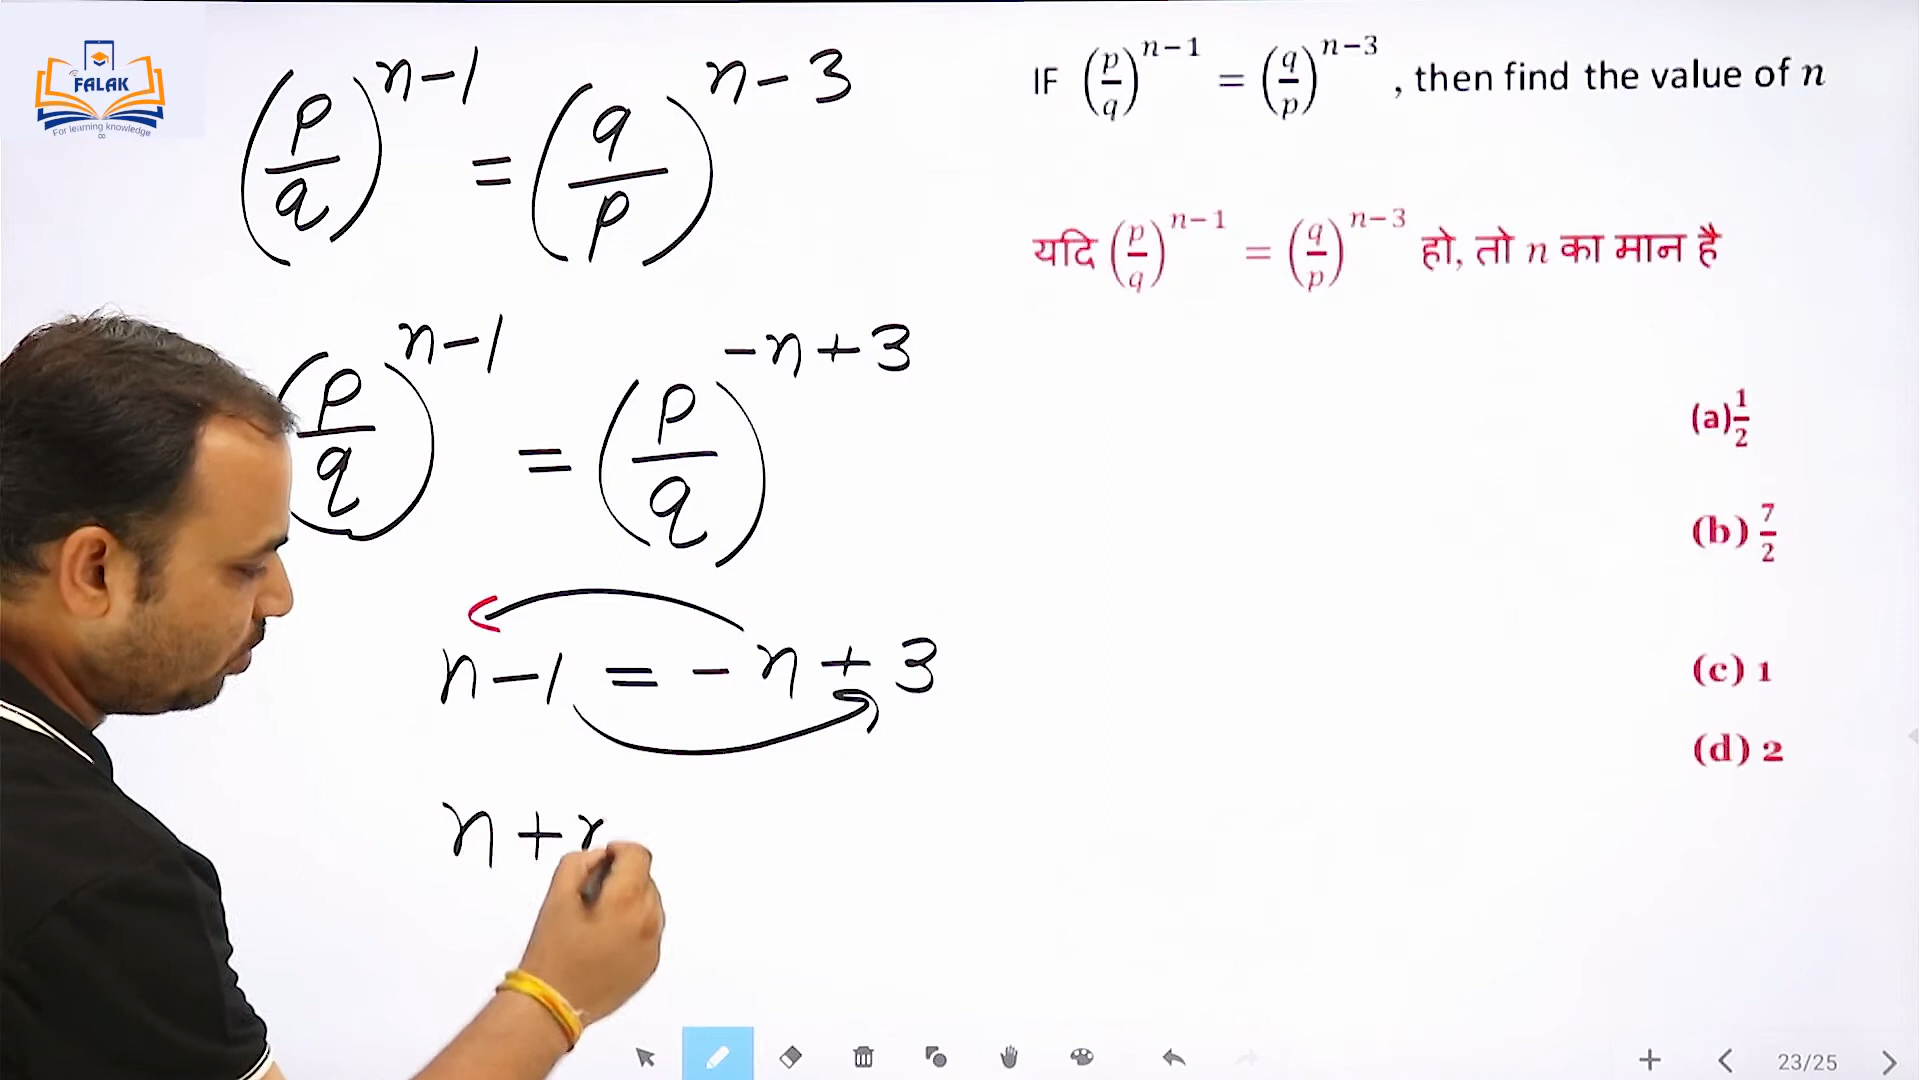 FALAK
For learning knowledge
(p/q)^{n-1} = (q/p)^{n-3}
(p/q)^{n-1} = (p/q)^{-n+3}
n-1 = -n+3
n+
IF (p/q)^{n-1} = (q/p)^{n-3} , then find the value of n
यदि (p/q)^{n-1} = (q/p)^{n-3} हो, तो n का मान है
(a) 1/2
(b) 7/2
(c) 1
(d) 2
23/25